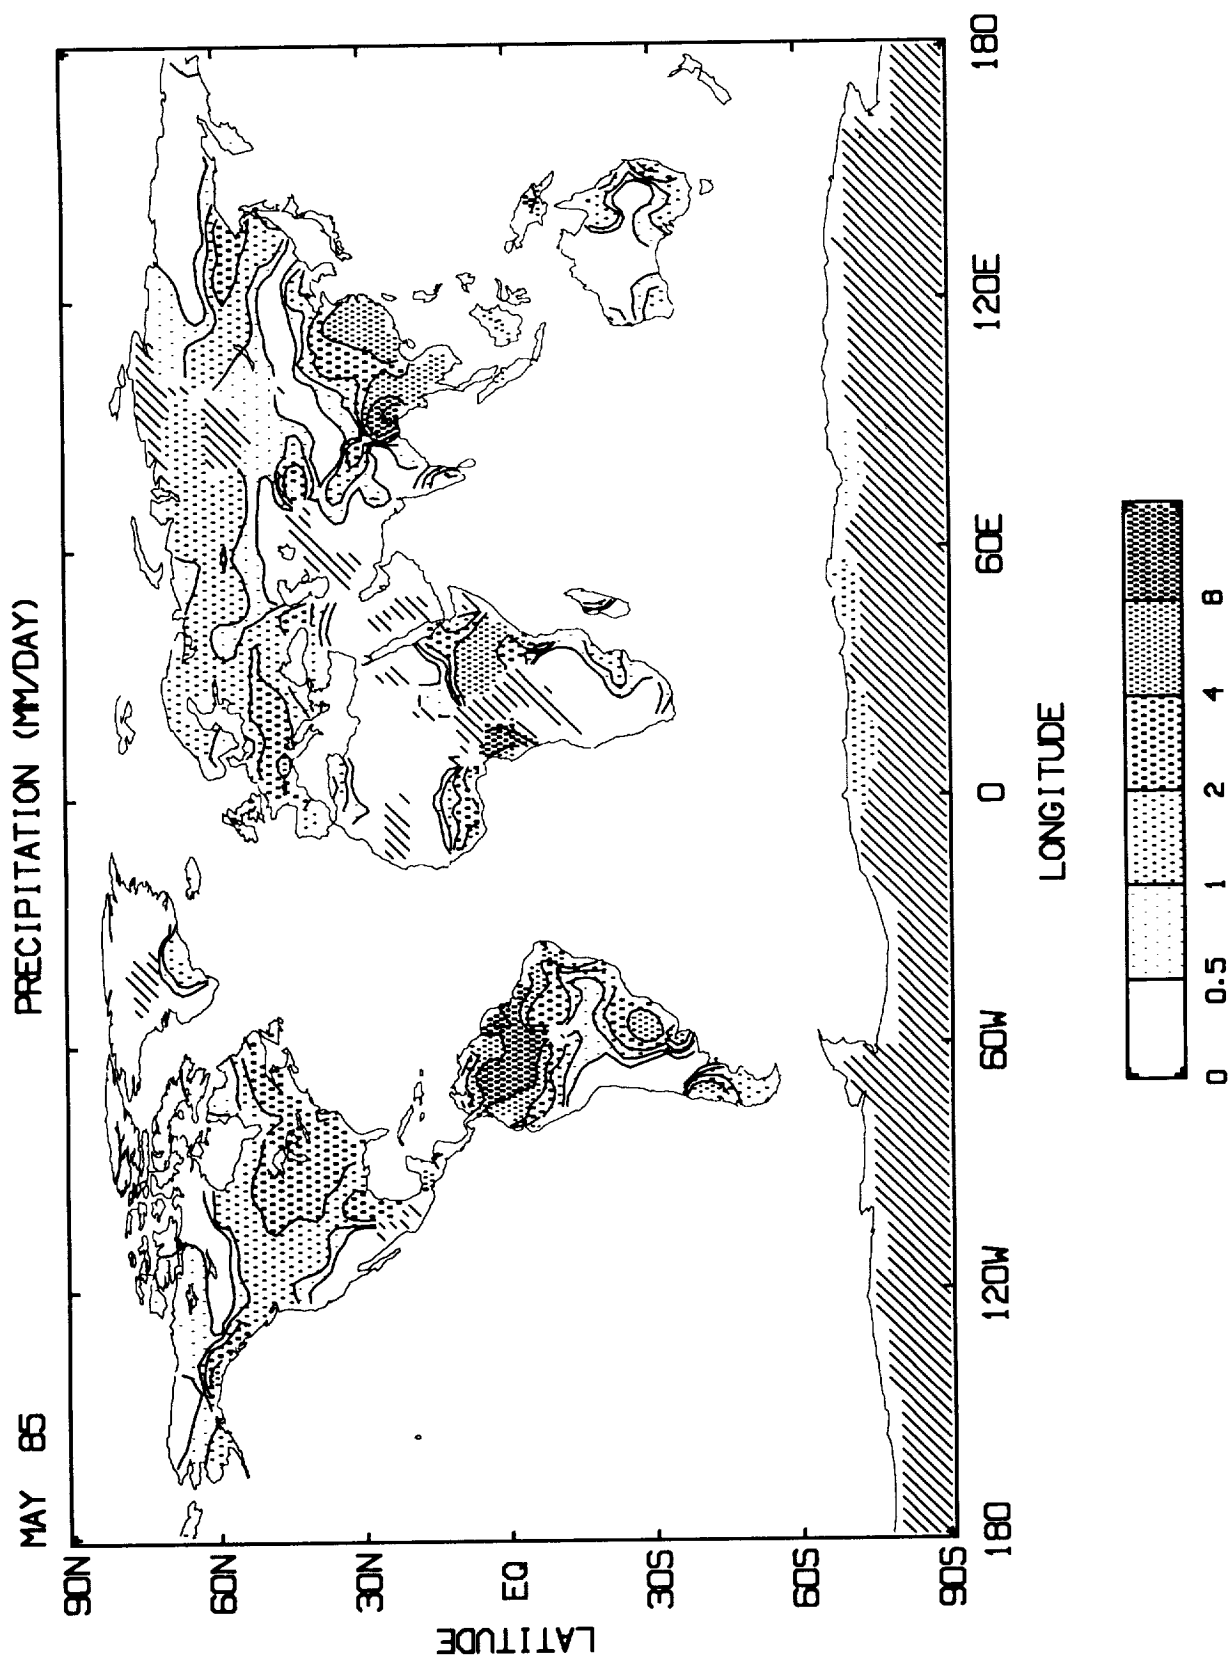 MAY 85 PRECIPITATION (MM/DAY)
90N
60N
30N
EQ
30S
60S
90S
LATITUDE
180 120W 60W 0 60E 120E 180
LONGITUDE
0 0.5 1 2 4 8